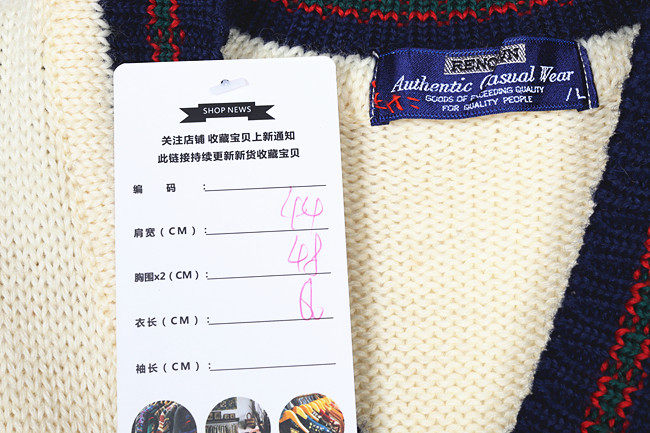 SHOP NEWS
关注店铺 收藏宝贝上新通知
此链接持续更新新货收藏宝贝
编 码 :
肩宽(CM) : 44
胸围x2(CM) : 48
衣长(CM) :
袖长(CM) :
Authentic Casual Wear
GOODS OF EXCEEDING QUALITY
FOR QUALITY PEOPLE
/L